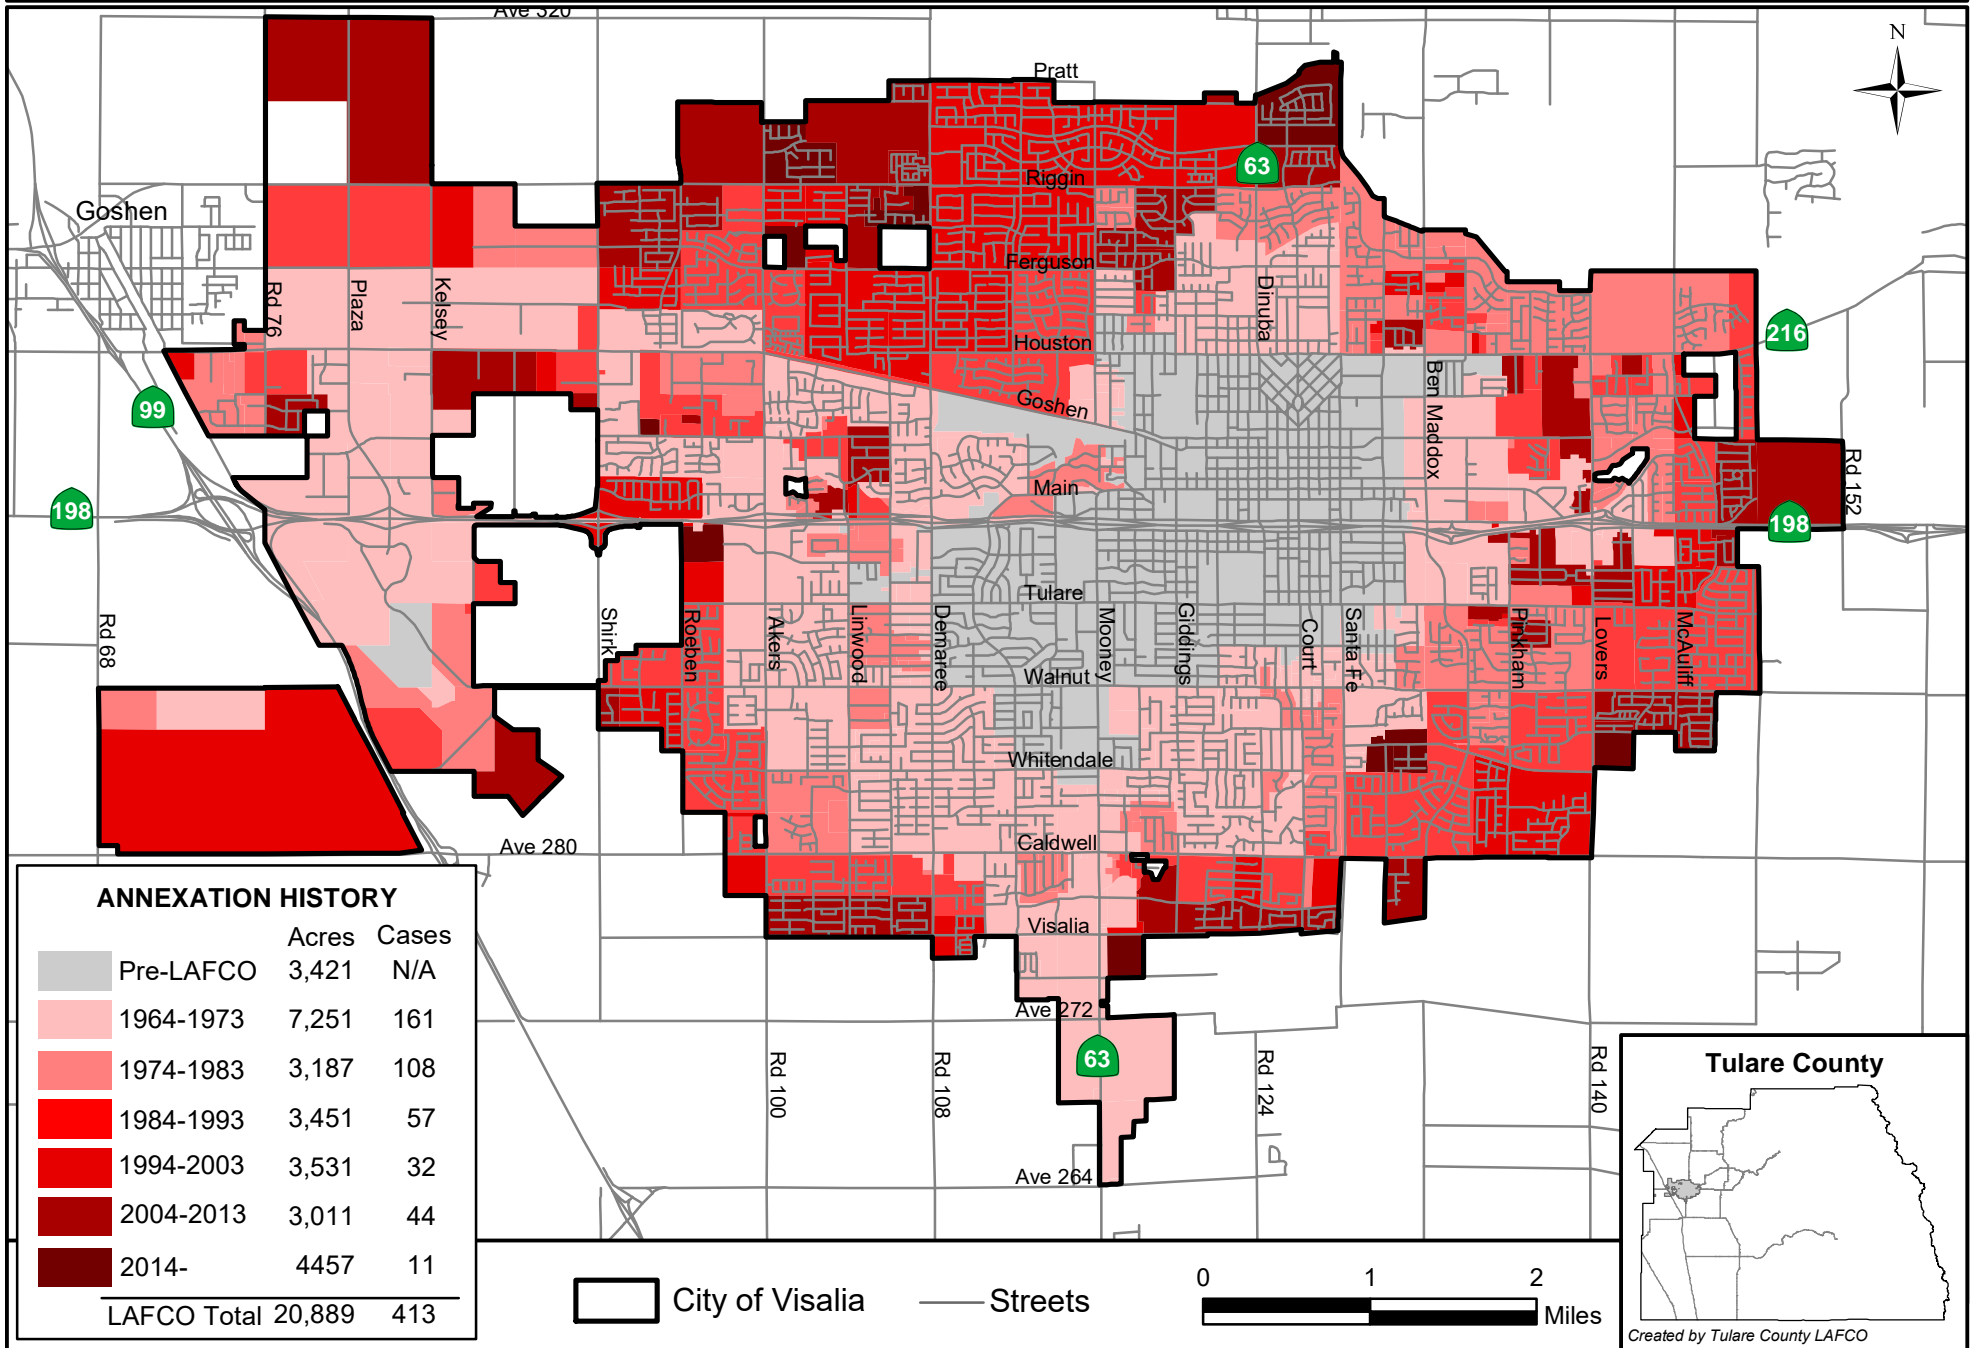 Ave 320
N
Pratt
63
Riggin
Goshen
Ferguson
Rd 76
Plaza
Kelsey
Dinuba
216
Houston
Ben Maddox
99
Goshen
Main
Rd 152
198
198
Tulare
Rd 68
Shirk
Roeben
Akers
Linwood
Demaree
Mooney
Giddings
Court
Santa Fe
Pinkham
Lovers
McAuliff
Walnut
Whitendale
Caldwell
Ave 280
Visalia
Ave 272
63
Rd 100
Rd 108
Rd 124
Rd 140
Ave 264
ANNEXATION HISTORY
Acres Cases
Pre-LAFCO 3,421 N/A
1964-1973 7,251 161
1974-1983 3,187 108
1984-1993 3,451 57
1994-2003 3,531 32
2004-2013 3,011 44
2014- 4457 11
LAFCO Total 20,889 413
City of Visalia
Streets
0 1 2
Miles
Tulare County
Created by Tulare County LAFCO